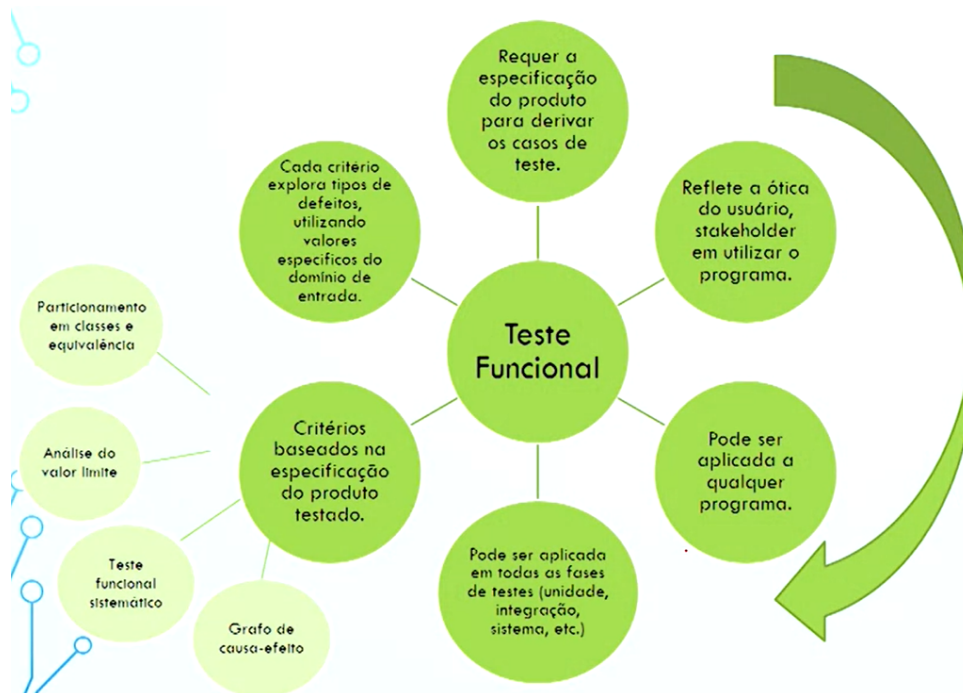 Requer a
especificação
do produto
para derivar
os casos de
teste.
Cada critério
explora tipos de
defeitos,
utilizando
valores
especificos do
domínio de
entrada.
Reflete a ótica
do usuário,
stakeholder
em utilizar o
programa.
Particionamento
em classes e
equivalência
Teste
Funcional
Critérios
baseados na
especificação
do produto
testado.
Análise do
valor limite
Pode ser
aplicada a
qualquer
programa.
Teste
funcional
sistemático
Pode ser aplicada
em todas as fases
de testes (unidade,
integração,
sistema, etc.)
Grafo de
causa-efeito